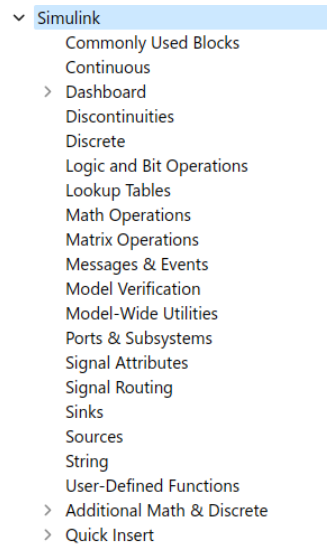 Simulink
Commonly Used Blocks
Continuous
Dashboard
Discontinuities
Discrete
Logic and Bit Operations
Lookup Tables
Math Operations
Matrix Operations
Messages & Events
Model Verification
Model-Wide Utilities
Ports & Subsystems
Signal Attributes
Signal Routing
Sinks
Sources
String
User-Defined Functions
Additional Math & Discrete
Quick Insert